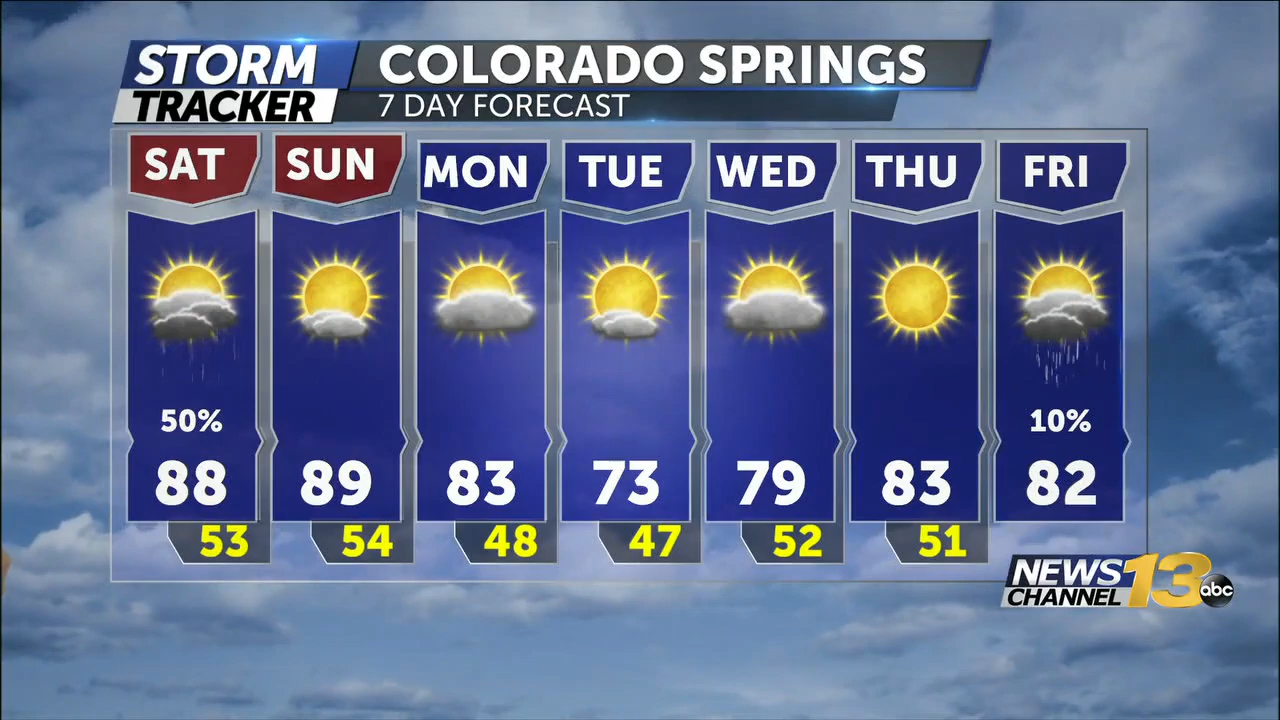 STORM
TRACKER
COLORADO SPRINGS
7 DAY FORECAST
SAT SUN MON TUE WED THU FRI
50% 10%
88 89 83 73 79 83 82
53 54 48 47 52 51
NEWS 13
CHANNEL abc